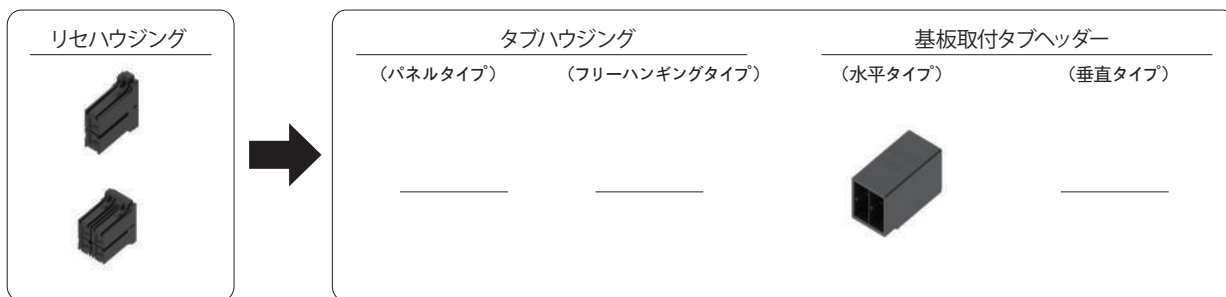 リセハウジング
タブハウジング
基板取付タブヘッダー
（パネルタイプ）
（フリーハンギングタイプ）
（水平タイプ）
（垂直タイプ）